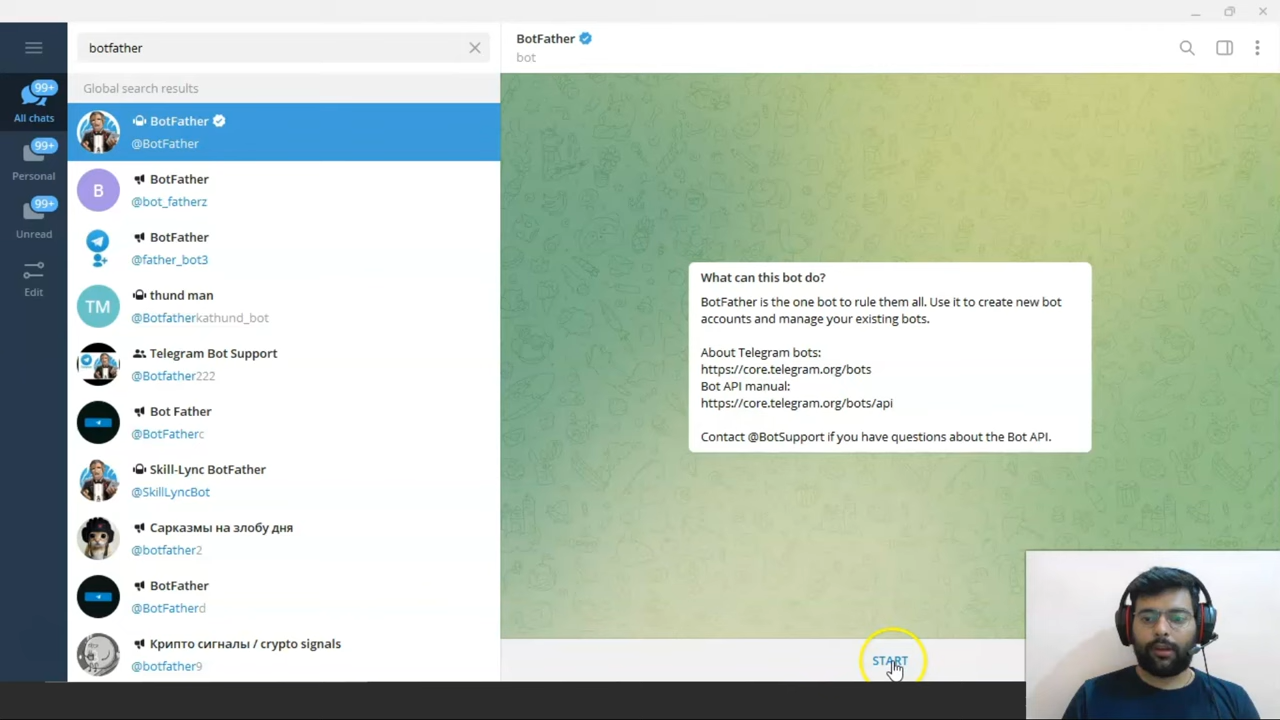 botfather
Global search results
99+
All chats
99+
Personal
99+
Unread
Edit
BotFather
@BotFather
B
BotFather
@bot_fatherz
BotFather
@father_bot3
TM
thund man
@Botfatherkathund_bot
Telegram Bot Support
@Botfather222
Bot Father
@BotFatherc
Skill-Lync BotFather
@SkillLyncBot
Сарказмы на злобу дня
@botfather2
BotFather
@BotFatherd
Крипто сигналы / crypto signals
@botfather9
BotFather
bot
What can this bot do?
BotFather is the one bot to rule them all. Use it to create new bot
accounts and manage your existing bots.
About Telegram bots:
https://core.telegram.org/bots
Bot API manual:
https://core.telegram.org/bots/api
Contact @BotSupport if you have questions about the Bot API.
START